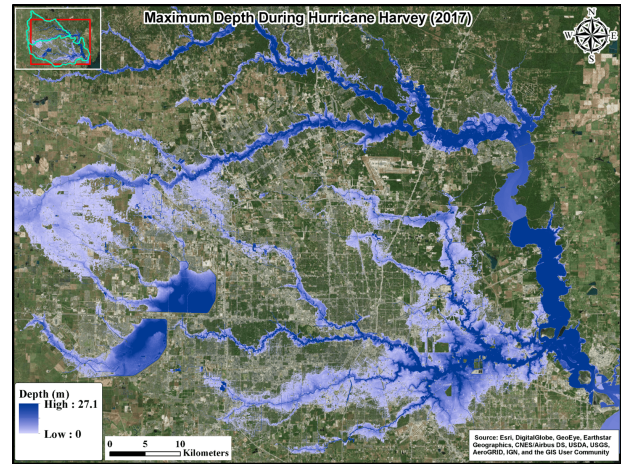 Maximum Depth During Hurricane Harvey (2017)
N
W
E
S
Depth (m)
High : 27.1
Low : 0
0 5 10
Kilometers
Source: Esri, DigitalGlobe, GeoEye, Earthstar
Geographics, CNES/Airbus DS, USDA, USGS,
AeroGRID, IGN, and the GIS User Community